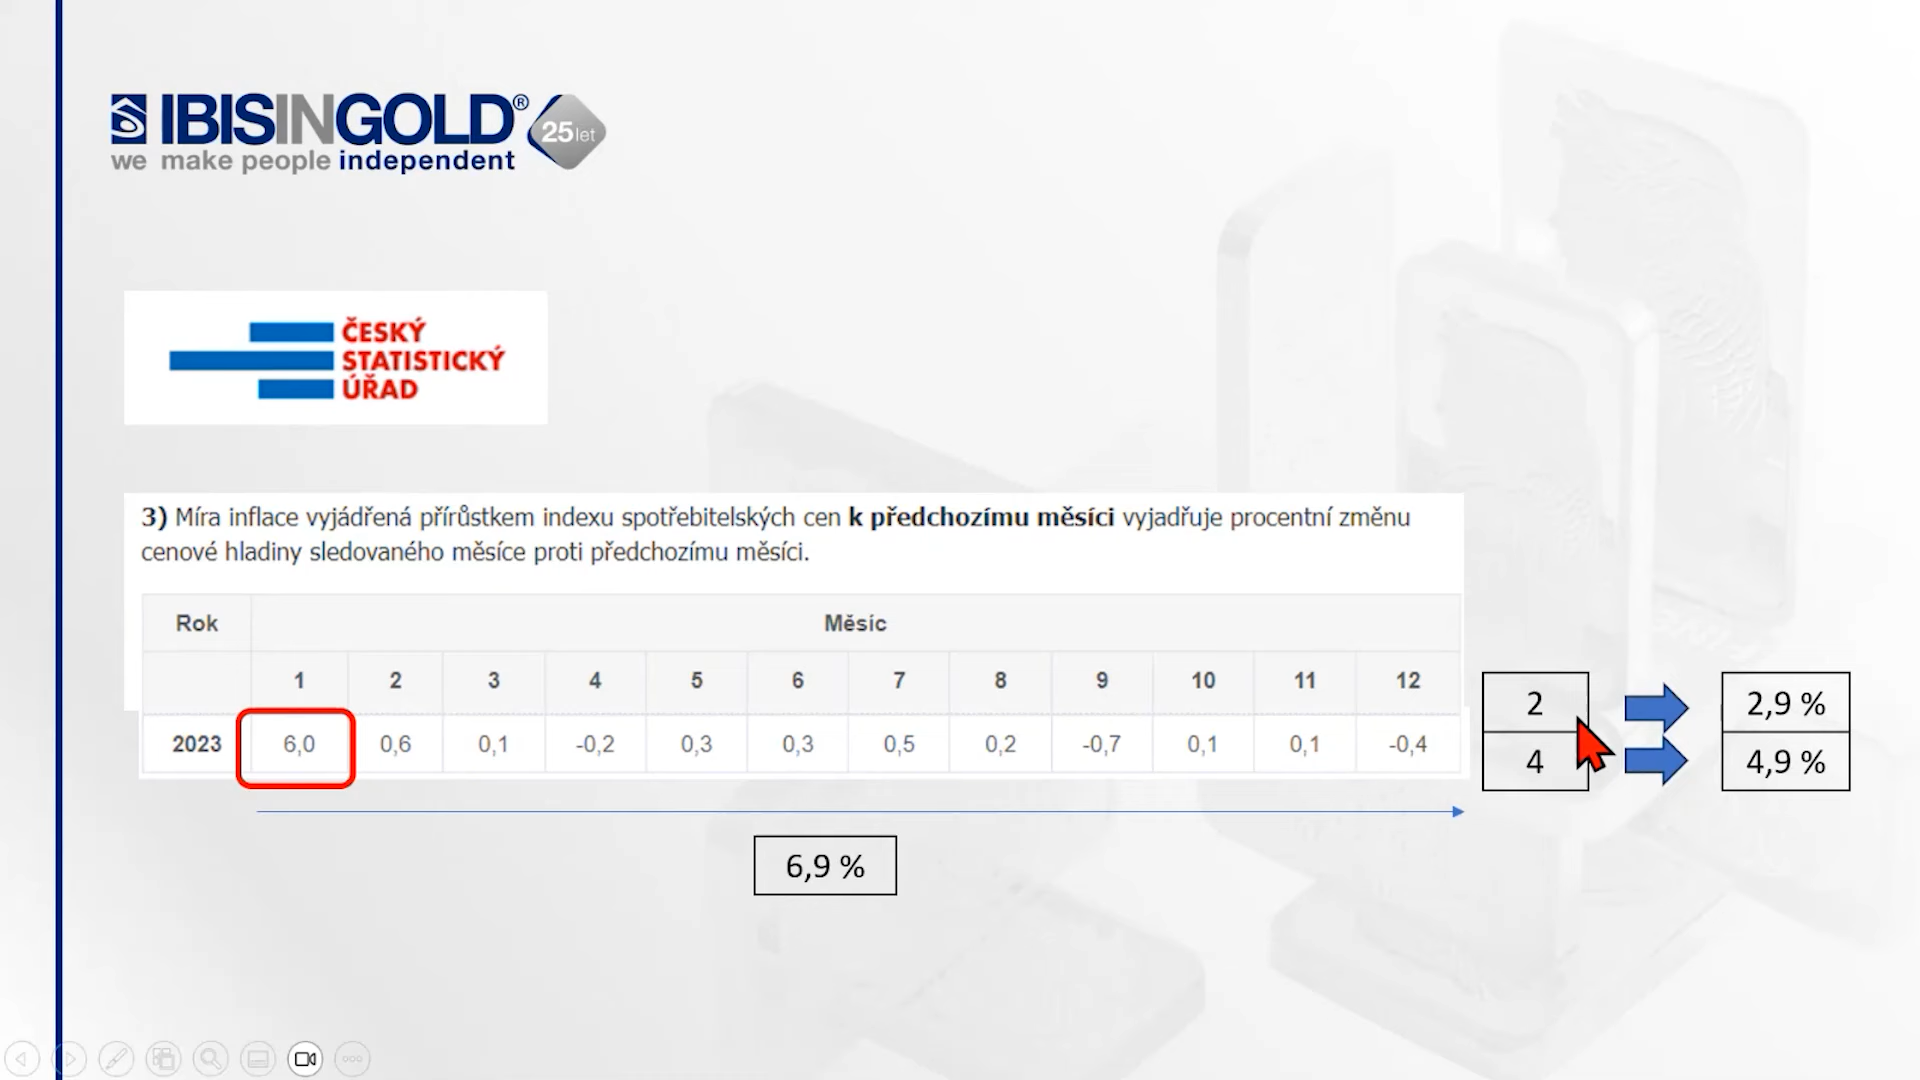 IBISINGOLD® 25let
we make people independent
ČESKÝ
STATISTICKÝ
ÚŘAD
3) Míra inflace vyjádřená přírůstkem indexu spotřebitelských cen k předchozímu měsíci vyjadřuje procentní změnu
cenové hladiny sledovaného měsíce proti předchozímu měsíci.
Rok Měsíc
1 2 3 4 5 6 7 8 9 10 11 12
2023 6,0 0,6 0,1 -0,2 0,3 0,3 0,5 0,2 -0,7 0,1 0,1 -0,4
2 2,9 %
4 4,9 %
6,9 %